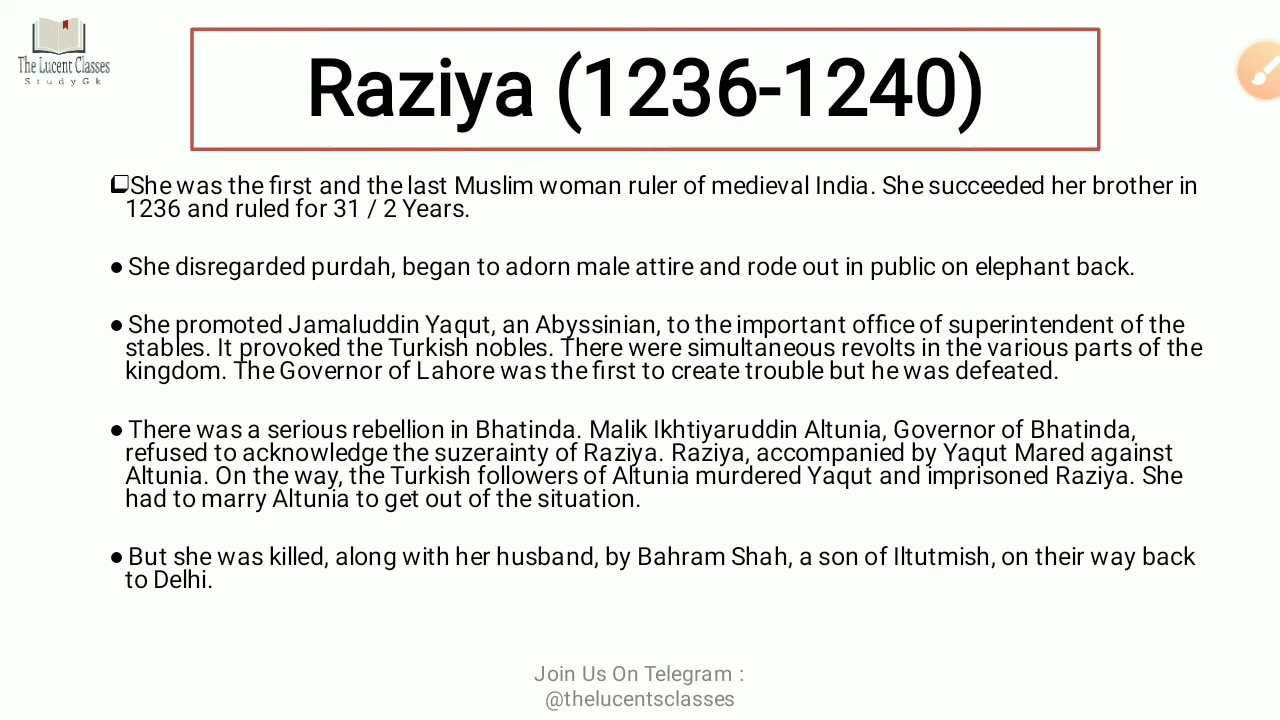 The Lucent Classes
StudyGk
Raziya (1236-1240)
She was the first and the last Muslim woman ruler of medieval India. She succeeded her brother in
1236 and ruled for 31 / 2 Years.
● She disregarded purdah, began to adorn male attire and rode out in public on elephant back.
● She promoted Jamaluddin Yaqut, an Abyssinian, to the important office of superintendent of the
stables. It provoked the Turkish nobles. There were simultaneous revolts in the various parts of the
kingdom. The Governor of Lahore was the first to create trouble but he was defeated.
● There was a serious rebellion in Bhatinda. Malik Ikhtiyaruddin Altunia, Governor of Bhatinda,
refused to acknowledge the suzerainty of Raziya. Raziya, accompanied by Yaqut Mared against
Altunia. On the way, the Turkish followers of Altunia murdered Yaqut and imprisoned Raziya. She
had to marry Altunia to get out of the situation.
● But she was killed, along with her husband, by Bahram Shah, a son of Iltutmish, on their way back
to Delhi.
Join Us On Telegram :
@thelucentsclasses